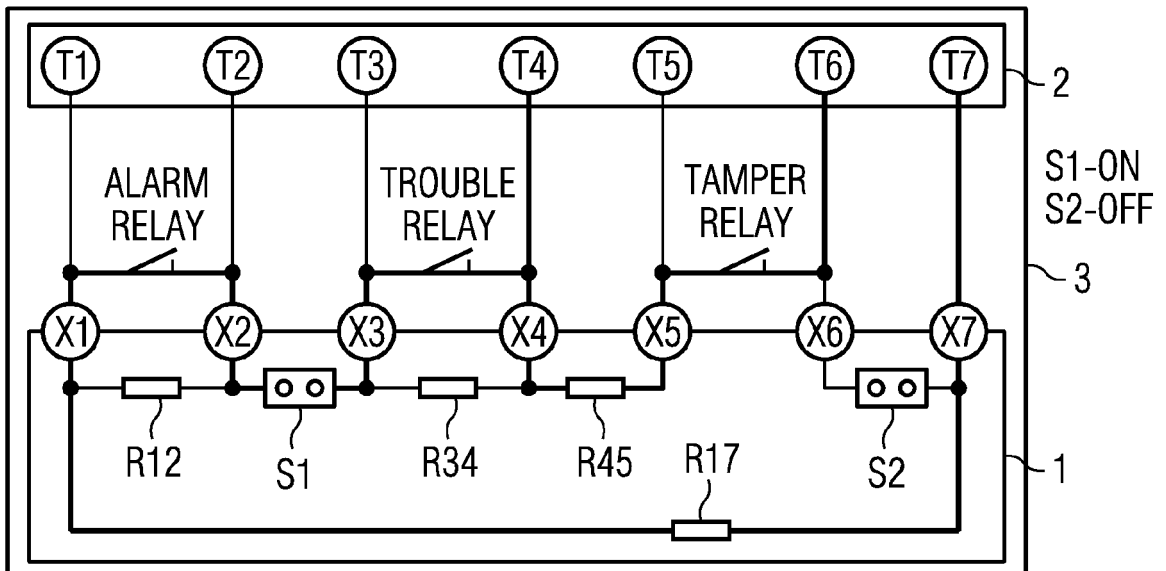 T1 T2 T3 T4 T5 T6 T7
2
ALARM RELAY
TROUBLE RELAY
TAMPER RELAY
S1-ON
S2-OFF
3
X1 X2 X3 X4 X5 X6 X7
R12
S1
R34
R45
R17
S2
1